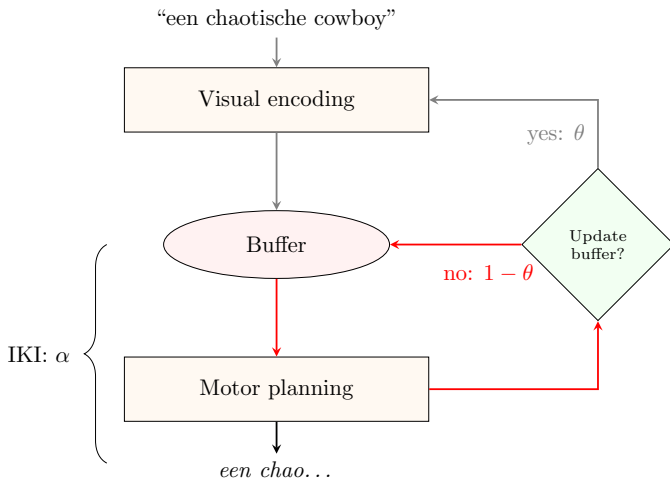 “een chaotische cowboy”
Visual encoding
yes: θ
Update
buffer?
Buffer
no: 1 − θ
IKI: α
Motor planning
een chao…